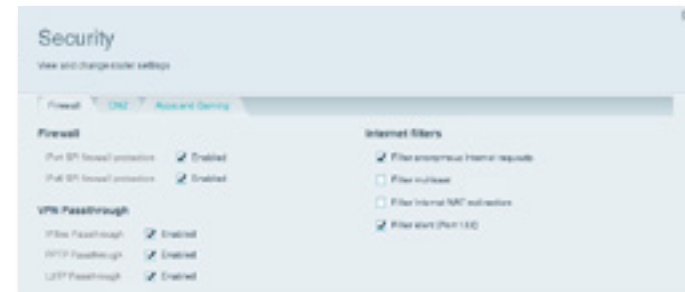 Security
View and change router settings
Firewall DMZ Apps and Gaming
Firewall
IPv4 SPI firewall protection Enabled
IPv6 SPI firewall protection Enabled
VPN Passthrough
IPSec Passthrough Enabled
PPTP Passthrough Enabled
L2TP Passthrough Enabled
Internet filters
Filter anonymous Internet requests
Filter multicast
Filter Internet NAT redirection
Filter ident (Port 113)